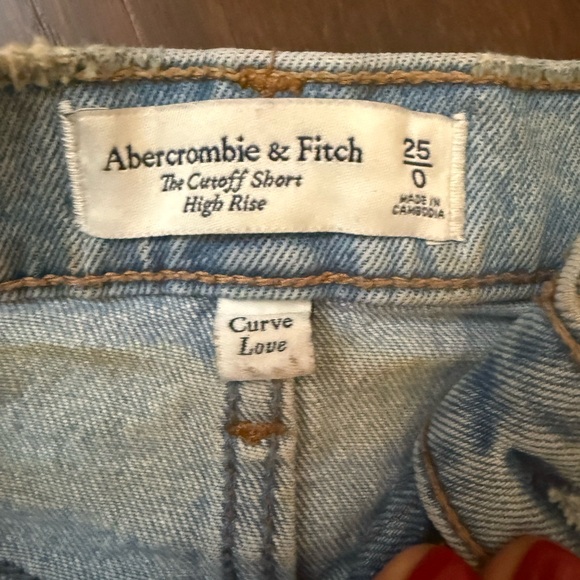 Abercrombie & Fitch
The Cutoff Short
High Rise
25
0
MADE IN
CAMBODIA
Curve
Love